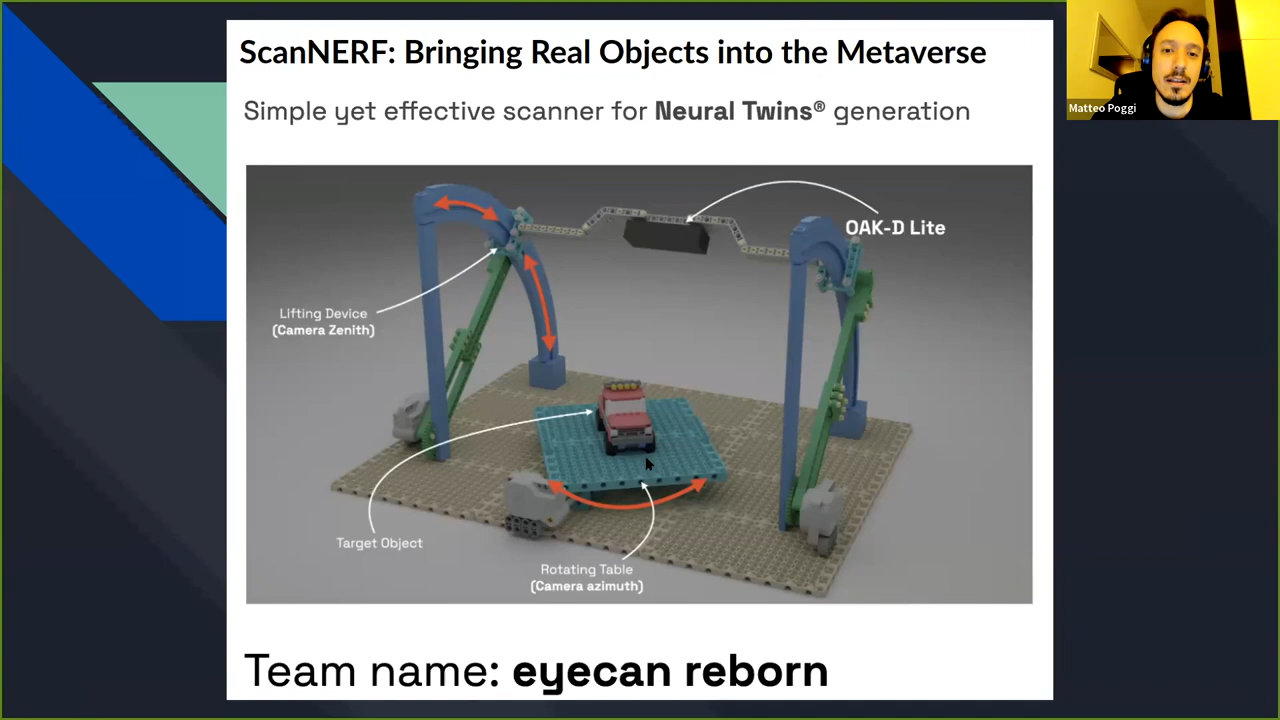 ScanNERF: Bringing Real Objects into the Metaverse
Simple yet effective scanner for Neural Twins® generation
OAK-D Lite
Lifting Device
(Camera Zenith)
Target Object
Rotating Table
(Camera azimuth)
Team name: eyecan reborn
Matteo Poggi